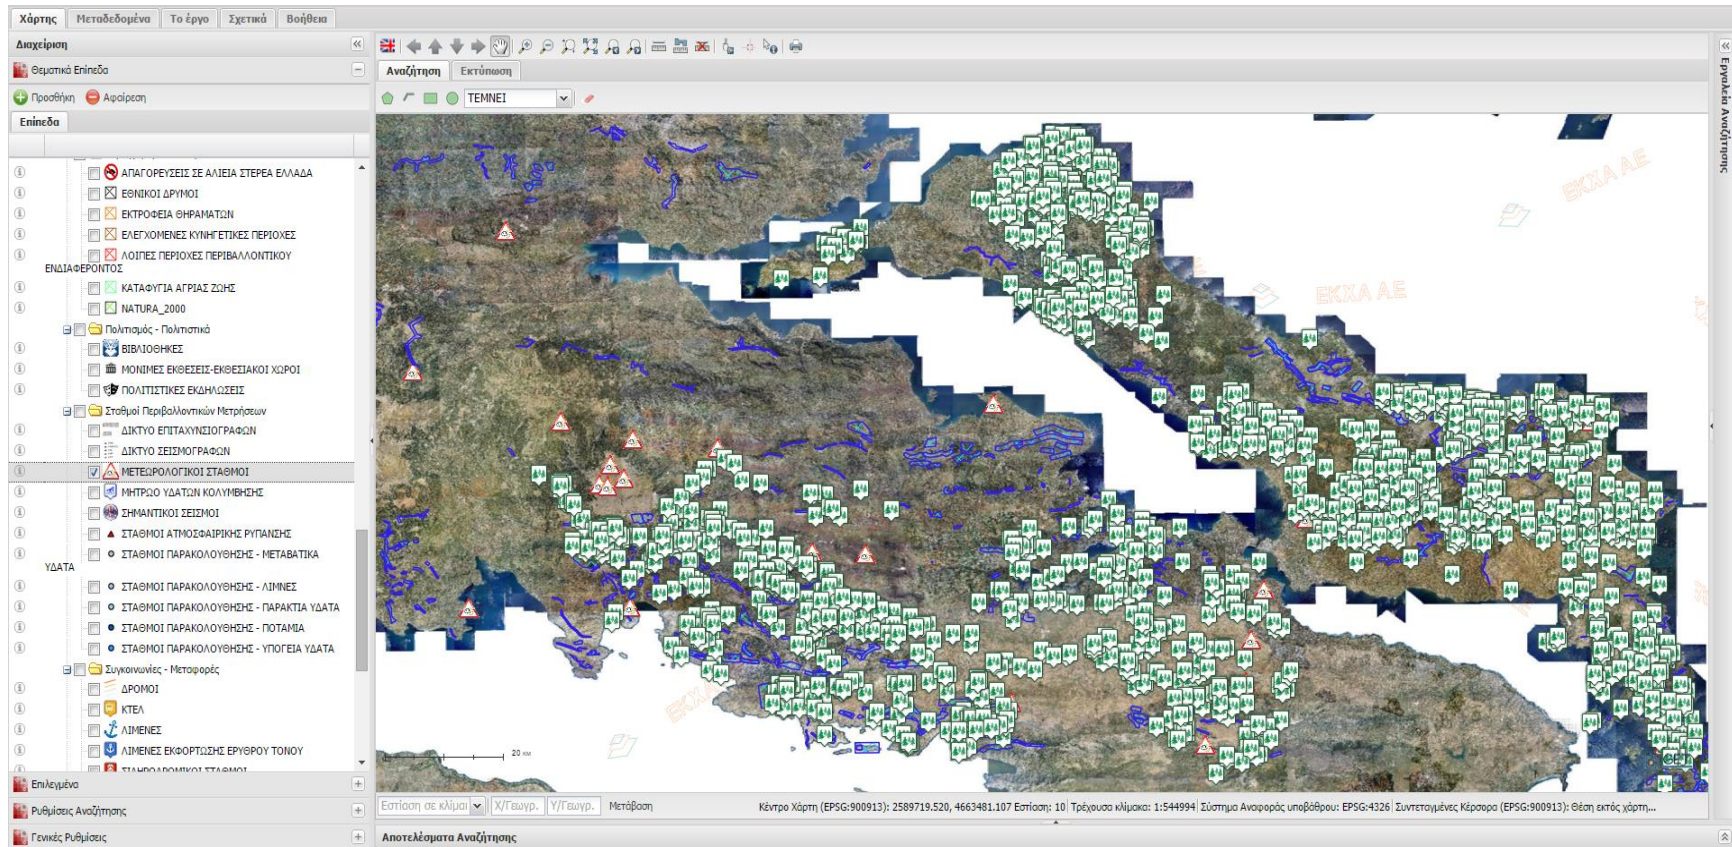 Χάρτης Μεταδεδομένα Το έργο Σχετικά Βοήθεια
Διαχείριση
Θεματικά Επίπεδα
Προσθήκη Αφαίρεση
Επίπεδα
ΑΠΑΓΟΡΕΥΣΕΙΣ ΣΕ ΑΛΙΕΙΑ ΣΤΕΡΕΑ ΕΛΛΑΔΑ
ΕΘΝΙΚΟΙ ΔΡΥΜΟΙ
ΕΚΤΡΟΦΕΙΑ ΘΗΡΑΜΑΤΩΝ
ΕΛΕΓΧΟΜΕΝΕΣ ΚΥΝΗΓΕΤΙΚΕΣ ΠΕΡΙΟΧΕΣ
ΛΟΙΠΕΣ ΠΕΡΙΟΧΕΣ ΠΕΡΙΒΑΛΛΟΝΤΙΚΟΥ
ΕΝΔΙΑΦΕΡΟΝΤΟΣ
ΚΑΤΑΦΥΓΙΑ ΑΓΡΙΑΣ ΖΩΗΣ
NATURA_2000
Πολιτισμός - Πολιτιστικά
ΒΙΒΛΙΟΘΗΚΕΣ
ΜΟΝΙΜΕΣ ΕΚΘΕΣΕΙΣ-ΕΚΘΕΣΙΑΚΟΙ ΧΩΡΟΙ
ΠΟΛΙΤΙΣΤΙΚΕΣ ΕΚΔΗΛΩΣΕΙΣ
Σταθμοί Περιβαλλοντικών Μετρήσεων
ΔΙΚΤΥΟ ΕΠΙΤΑΧΥΝΣΙΟΓΡΑΦΩΝ
ΔΙΚΤΥΟ ΣΕΙΣΜΟΓΡΑΦΩΝ
ΜΕΤΕΩΡΟΛΟΓΙΚΟΙ ΣΤΑΘΜΟΙ
ΜΗΤΡΩΟ ΥΔΑΤΩΝ ΚΟΛΥΜΒΗΣΗΣ
ΣΗΜΑΝΤΙΚΟΙ ΣΕΙΣΜΟΙ
ΣΤΑΘΜΟΙ ΑΤΜΟΣΦΑΙΡΙΚΗΣ ΡΥΠΑΝΣΗΣ
ΣΤΑΘΜΟΙ ΠΑΡΑΚΟΛΟΥΘΗΣΗΣ - ΜΕΤΑΒΑΤΙΚΑ
ΥΔΑΤΑ
ΣΤΑΘΜΟΙ ΠΑΡΑΚΟΛΟΥΘΗΣΗΣ - ΛΙΜΝΕΣ
ΣΤΑΘΜΟΙ ΠΑΡΑΚΟΛΟΥΘΗΣΗΣ - ΠΑΡΑΚΤΙΑ ΥΔΑΤΑ
ΣΤΑΘΜΟΙ ΠΑΡΑΚΟΛΟΥΘΗΣΗΣ - ΠΟΤΑΜΙΑ
ΣΤΑΘΜΟΙ ΠΑΡΑΚΟΛΟΥΘΗΣΗΣ - ΥΠΟΓΕΙΑ ΥΔΑΤΑ
Συγκοινωνίες - Μεταφορές
ΔΡΟΜΟΙ
ΚΤΕΛ
ΛΙΜΕΝΕΣ
ΛΙΜΕΝΕΣ ΕΚΦΟΡΤΩΣΗΣ ΕΡΥΘΡΟΥ ΤΟΝΟΥ
ΣΙΔΗΡΟΔΡΟΜΙΚΟΙ ΣΤΑΘΜΟΙ
Επιλεγμένα
Ρυθμίσεις Αναζήτησης
Γενικές Ρυθμίσεις
Αναζήτηση Εκτύπωση
ΤΕΜΝΕΙ
ΕΚΧΑ ΑΕ
ΕΚΧΑ ΑΕ
20 км
Εστίαση σε κλίμα X/Γεωγρ. Y/Γεωγρ. Μετάβαση
Κέντρο Χάρτη (EPSG:900913): 2589719.520, 4663481.107 Εστίαση: 10 Τρέχουσα κλίμακα: 1:544994 Σύστημα Αναφοράς υποβάθρου: EPSG:4326 Συντεταγμένες Κέρσορα (EPSG:900913): Θέση εκτός χάρτη...
Αποτελέσματα Αναζήτησης
Εργαλεία Αναζήτησης